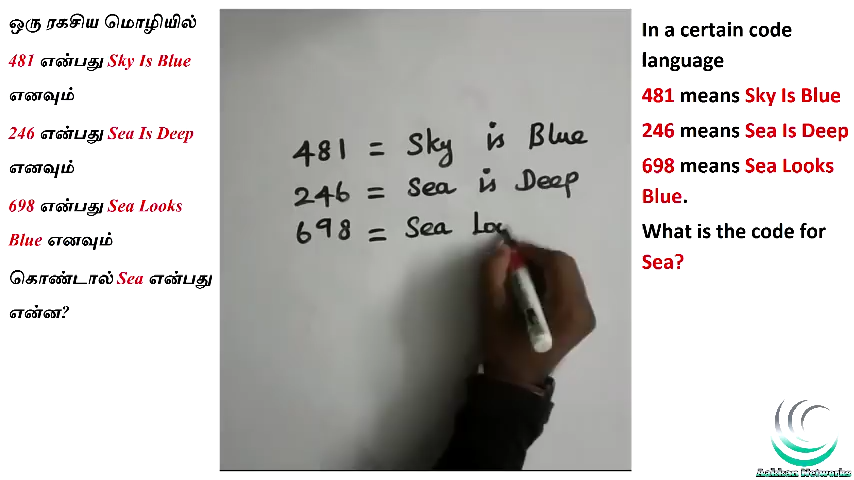 ஒரு ரகசிய மொழியில்
481 என்பது Sky Is Blue
எனவும்
246 என்பது Sea Is Deep
எனவும்
698 என்பது Sea Looks
Blue எனவும்
கொண்டால் Sea என்பது
என்ன?
481 = Sky is Blue
246 = Sea is Deep
698 = Sea Loo
In a certain code
language
481 means Sky Is Blue
246 means Sea Is Deep
698 means Sea Looks
Blue.
What is the code for
Sea?
Aakkan Networks